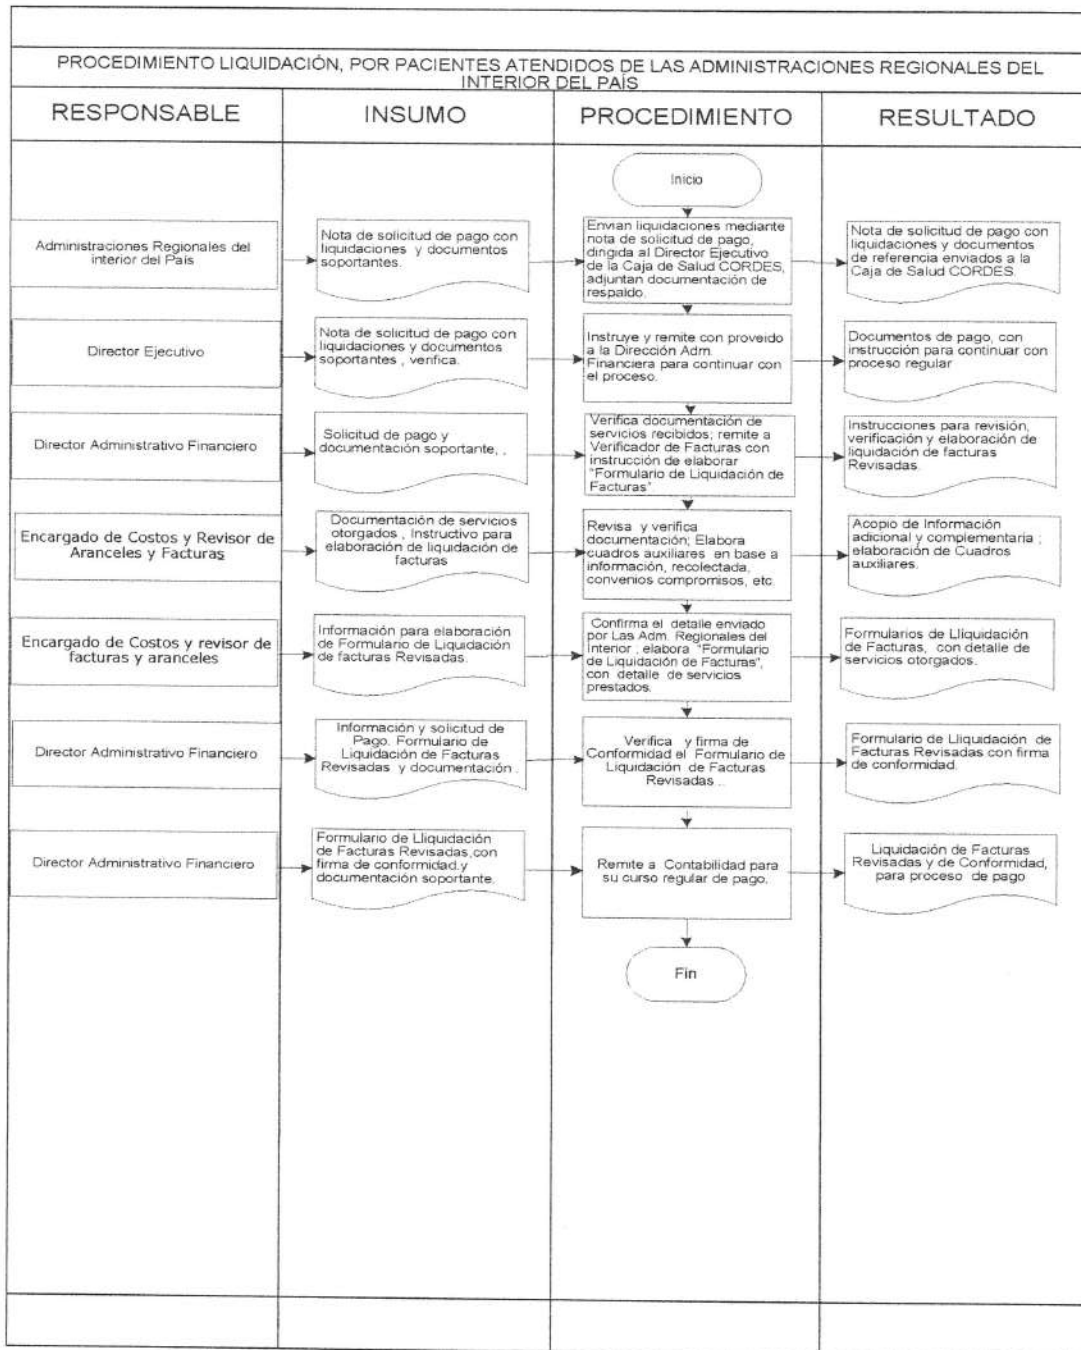 PROCEDIMIENTO LIQUIDACIÓN, POR PACIENTES ATENDIDOS DE LAS ADMINISTRACIONES REGIONALES DEL
INTERIOR DEL PAÍS
RESPONSABLE
INSUMO
PROCEDIMIENTO
RESULTADO
Inicio
Administraciones Regionales del
interior del País
Nota de solicitud de pago con
liquidaciones y documentos
soportantes.
Envian liquidaciones mediante
nota de solicitud de pago,
dirigida al Director Ejecutivo
de la Caja de Salud CORDES,
adjuntan documentación de
respaldo.
Nota de solicitud de pago con
liquidaciones y documentos
de referencia enviados a la
Caja de Salud CORDES.
Director Ejecutivo
Nota de solicitud de pago con
liquidaciones y documentos
soportantes , verifica.
Instruye y remite con proveido
a la Dirección Adm.
Financiera para continuar con
el proceso.
Documentos de pago, con
instrucción para continuar con
proceso regular
Director Administrativo Financiero
Solicitud de pago y
documentación soportante, .
Verifica documentación de
servicios recibidos; remite a
Verificador de Facturas con
instrucción de elaborar
"Formulario de Liquidación de
Facturas"
Instrucciones para revisión,
verificación y elaboración de
liquidación de facturas
Revisadas.
Encargado de Costos y Revisor de
Aranceles y Facturas
Documentación de servicios
otorgados , Instructivo para
elaboración de liquidación de
facturas
Revisa y verifica
documentación; Elabora
cuadros auxiliares en base a
información, recolectada,
convenios compromisos, etc.
Acopio de Información
adicional y complementaria ;
elaboración de Cuadros
auxiliares.
Encargado de Costos y revisor de
facturas y aranceles
Información para elaboración
de Formulario de Liquidación
de facturas Revisadas.
Confirma el detalle enviado
por Las Adm. Regionales del
Interior ; elabora "Formulario
de Liquidación de Facturas",
con detalle de servicios
prestados.
Formularios de Lliquidación
de Facturas, con detalle de
servicios otorgados.
Director Administrativo Financiero
Información y solicitud de
Pago. Formulario de
Liquidación de Facturas
Revisadas y documentación .
Verifica y firma de
Conformidad el Formulario de
Liquidación de Facturas
Revisadas ..
Formulario de Lliquidación de
Facturas Revisadas con firma
de conformidad.
Director Administrativo Financiero
Formulario de Lliquidación
de Facturas Revisadas,con
firma de conformidad.y
documentación soportante.
Remite a Contabilidad para
su curso regular de pago.
Liquidación de Facturas
Revisadas y de Conformidad,
para proceso de pago
Fin